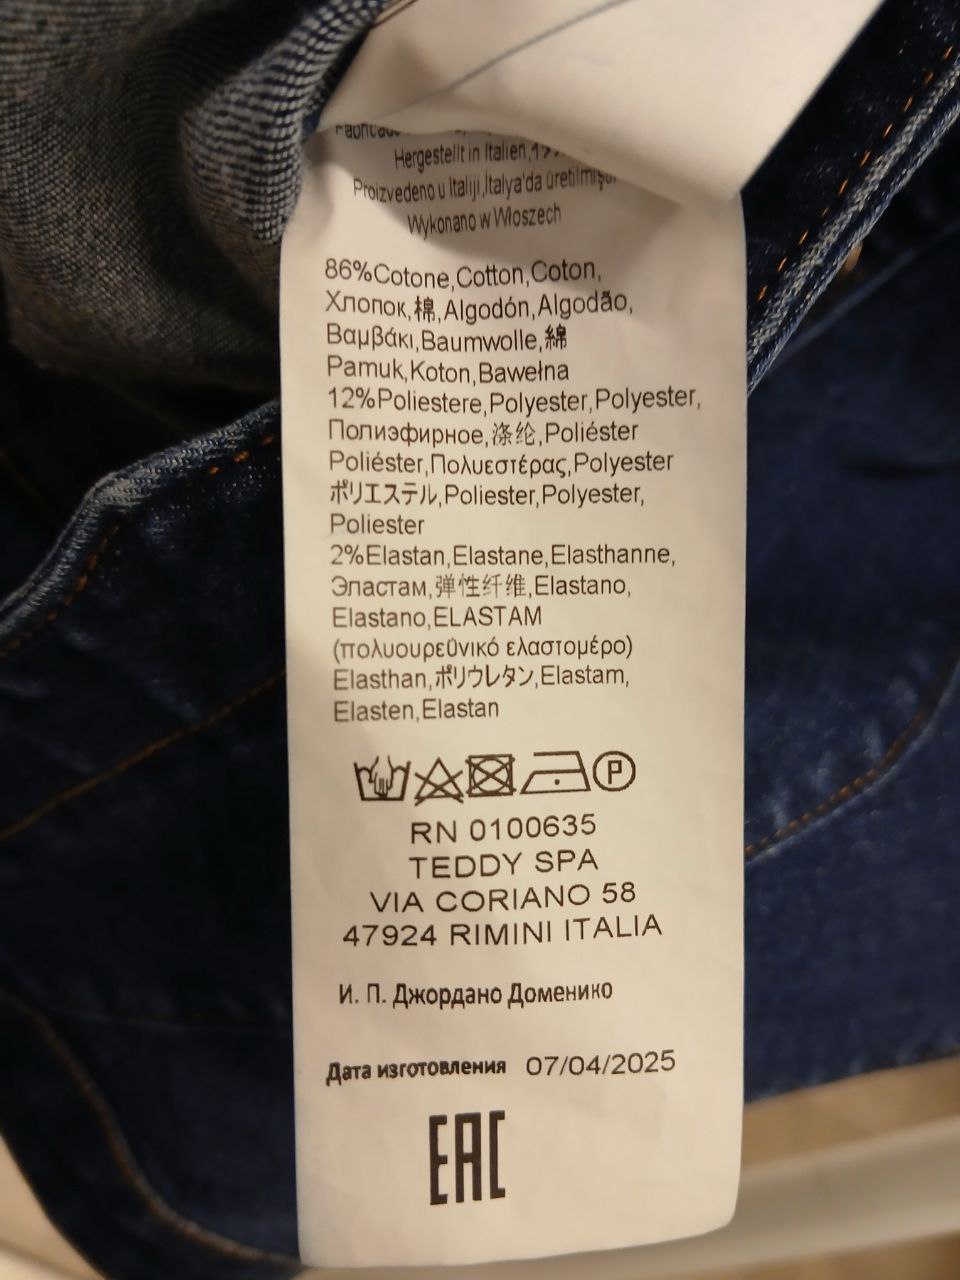 Hergestellt in Italien,
Proizvedeno u Italiji,İtalya'da üretilmiştir
Wykonano w Włoszech
86%Cotone,Cotton,Coton,
Хлопок,棉,Algodón,Algodão,
Βαμβάκι,Baumwolle,綿
Pamuk,Koton,Bawełna
12%Poliestere,Polyester,Polyester,
Полиэфирное,涤纶,Poliéster
Poliéster,Πολυεστέρας,Polyester
ポリエステル,Poliester,Polyester,
Poliester
2%Elastan,Elastane,Elasthanne,
Эластам,弹性纤维,Elastano,
Elastano,ELASTAM
(πολυουρεϋνικό ελαστομέρο)
Elasthan,ポリウレタン,Elastam,
Elasten,Elastan
P
RN 0100635
TEDDY SPA
VIA CORIANO 58
47924 RIMINI ITALIA
И. П. Джордано Доменико
Дата изготовления 07/04/2025
EAC